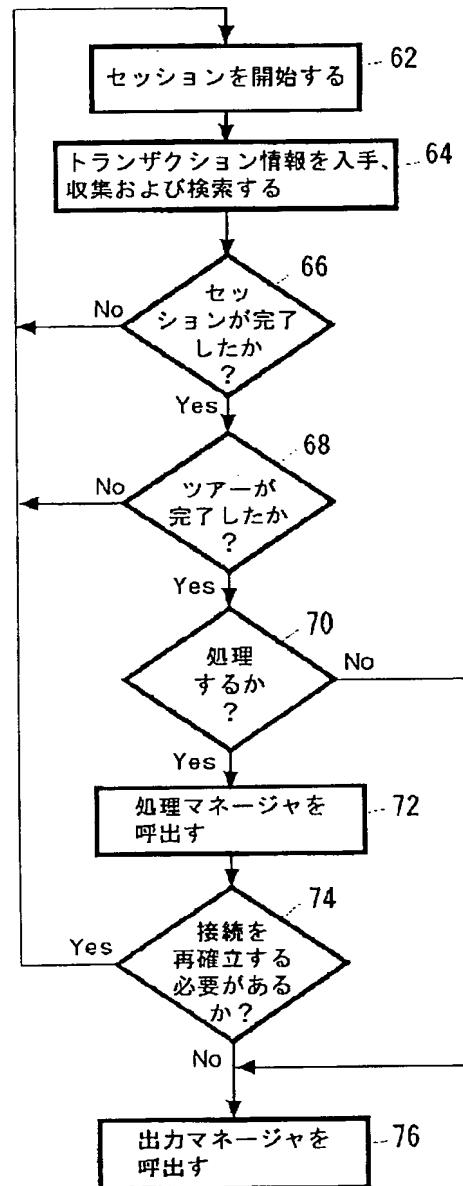 セッションを開始する
62
トランザクション情報を入手、
収集および検索する
64
66
No
セッ
ションが完了
したか
?
Yes
68
No
ツアーが
完了したか
?
Yes
70
処理
するか
?
No
Yes
処理マネージャを
呼出す
72
74
Yes
接続を
再確立する
必要がある
か?
No
出力マネージャを
呼出す
76